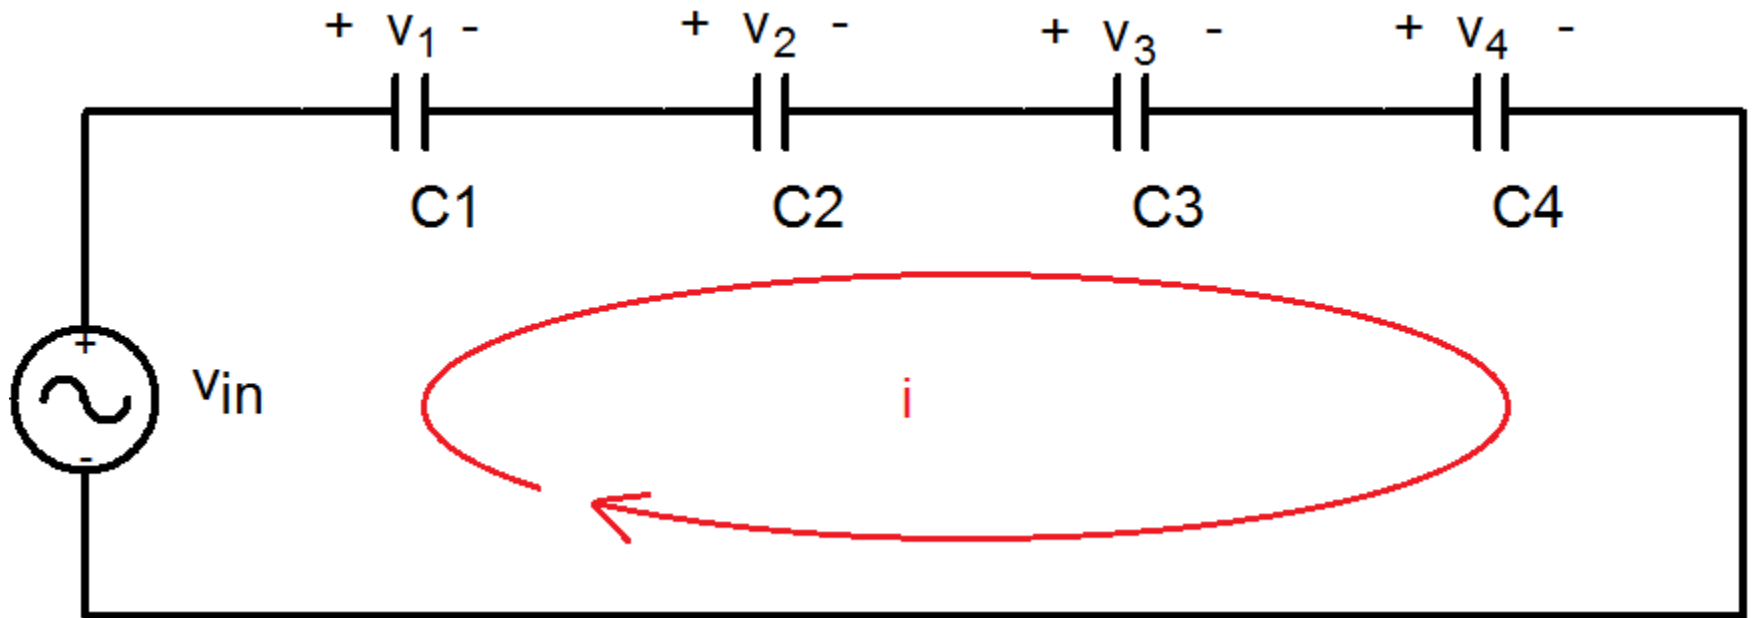 + v₁ - + v₂ - + v₃ - + v₄ -
C1 C2 C3 C4
+
vin
i
-